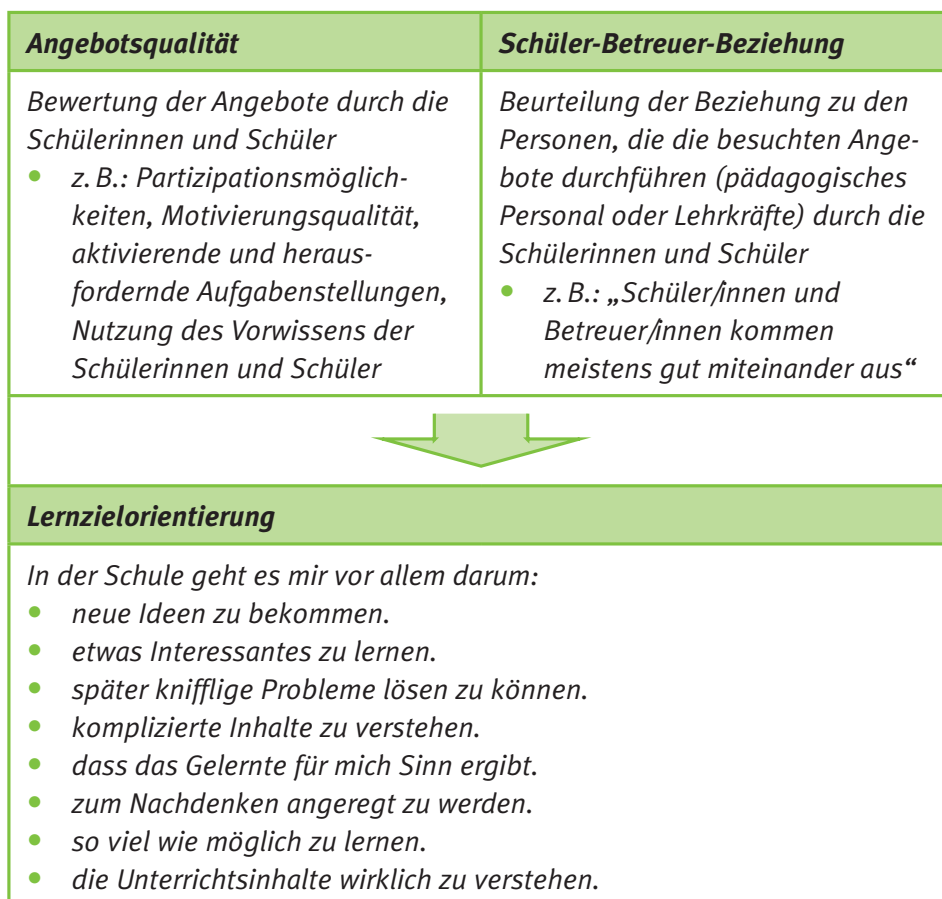 Angebotsqualität
Bewertung der Angebote durch die
Schülerinnen und Schüler
• z. B.: Partizipationsmöglich-
keiten, Motivierungsqualität,
aktivierende und heraus-
fordernde Aufgabenstellungen,
Nutzung des Vorwissens der
Schülerinnen und Schüler
Schüler-Betreuer-Beziehung
Beurteilung der Beziehung zu den
Personen, die die besuchten Ange-
bote durchführen (pädagogisches
Personal oder Lehrkräfte) durch die
Schülerinnen und Schüler
• z. B.: „Schüler/innen und
Betreuer/innen kommen
meistens gut miteinander aus“
Lernzielorientierung
In der Schule geht es mir vor allem darum:
• neue Ideen zu bekommen.
• etwas Interessantes zu lernen.
• später knifflige Probleme lösen zu können.
• komplizierte Inhalte zu verstehen.
• dass das Gelernte für mich Sinn ergibt.
• zum Nachdenken angeregt zu werden.
• so viel wie möglich zu lernen.
• die Unterrichtsinhalte wirklich zu verstehen.